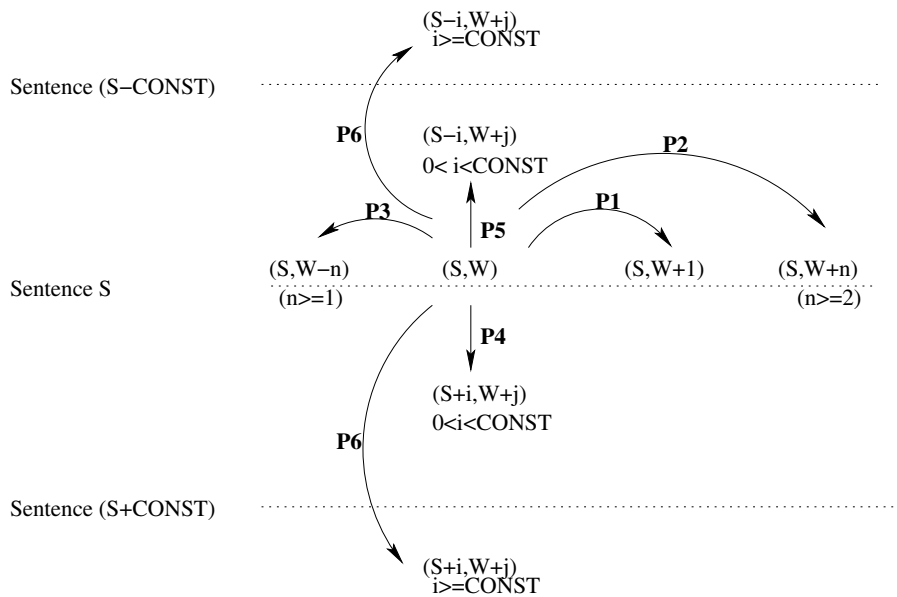 (S−i,W+j)
i>=CONST
Sentence (S−CONST)
P6
(S−i,W+j)
0< i<CONST
P2
P3
P5
P1
(S,W−n)
(S,W)
(S,W+1)
(S,W+n)
Sentence S
(n>=1)
(n>=2)
P4
(S+i,W+j)
0<i<CONST
P6
Sentence (S+CONST)
(S+i,W+j)
i>=CONST